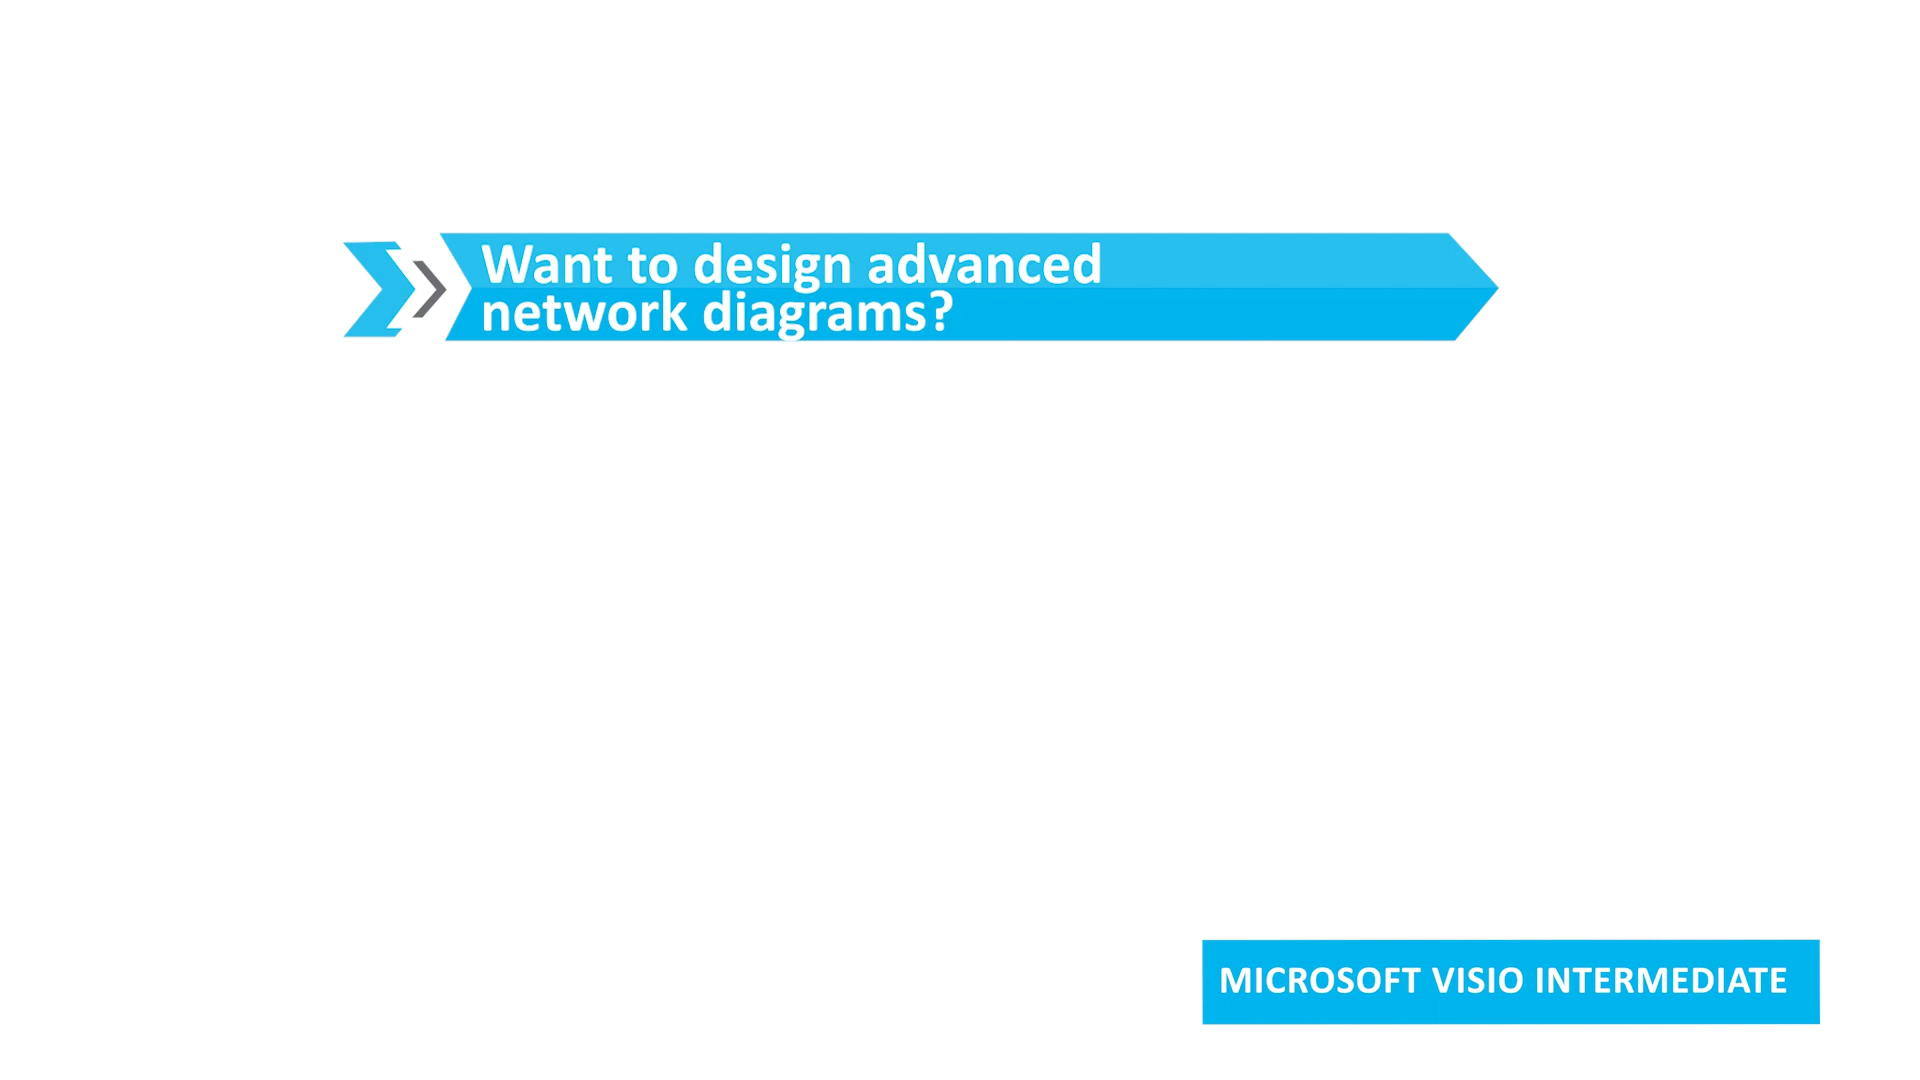 Want to design advanced
network diagrams?
MICROSOFT VISIO INTERMEDIATE